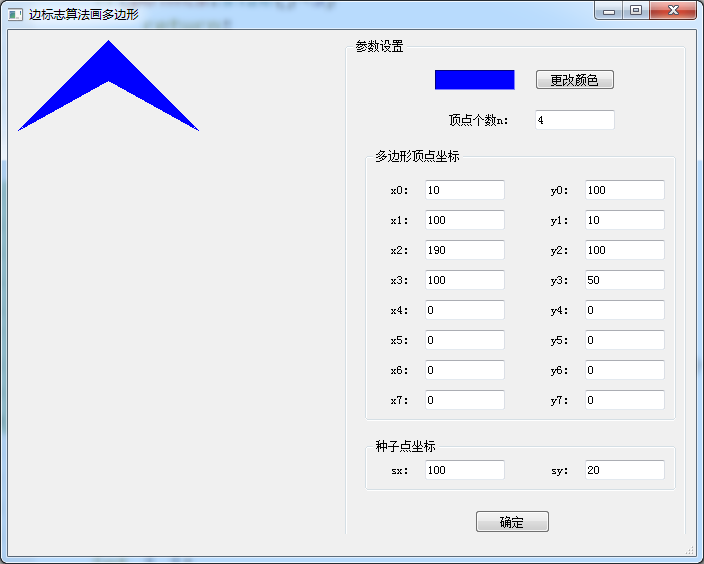 边标志算法画多边形
参数设置
更改颜色
顶点个数n: 4
多边形顶点坐标
x0: 10 y0: 100
x1: 100 y1: 10
x2: 190 y2: 100
x3: 100 y3: 50
x4: 0 y4: 0
x5: 0 y5: 0
x6: 0 y6: 0
x7: 0 y7: 0
种子点坐标
sx: 100 sy: 20
确定